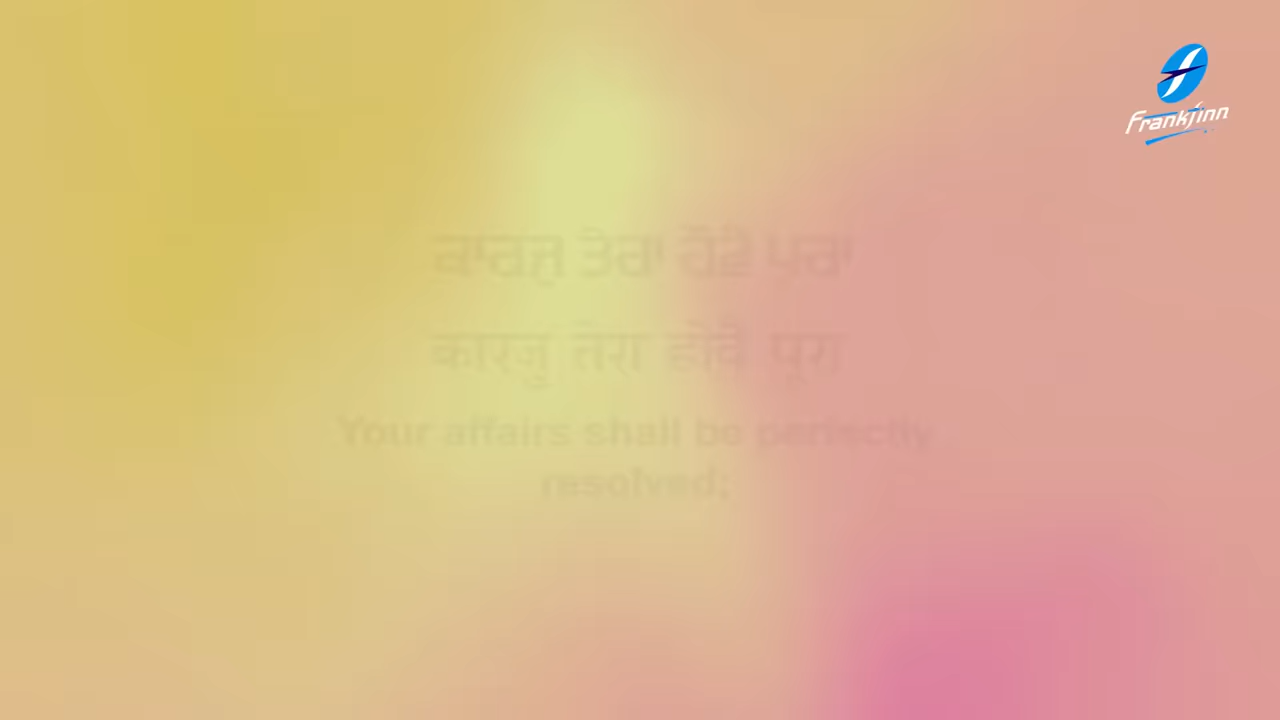 Frankfinn
ਕਾਰਜੁ ਤੇਰਾ ਹੋਵੈ ਪੂਰਾ
कारजु तेरा होवै पूरा
Your affairs shall be perfectly
resolved;